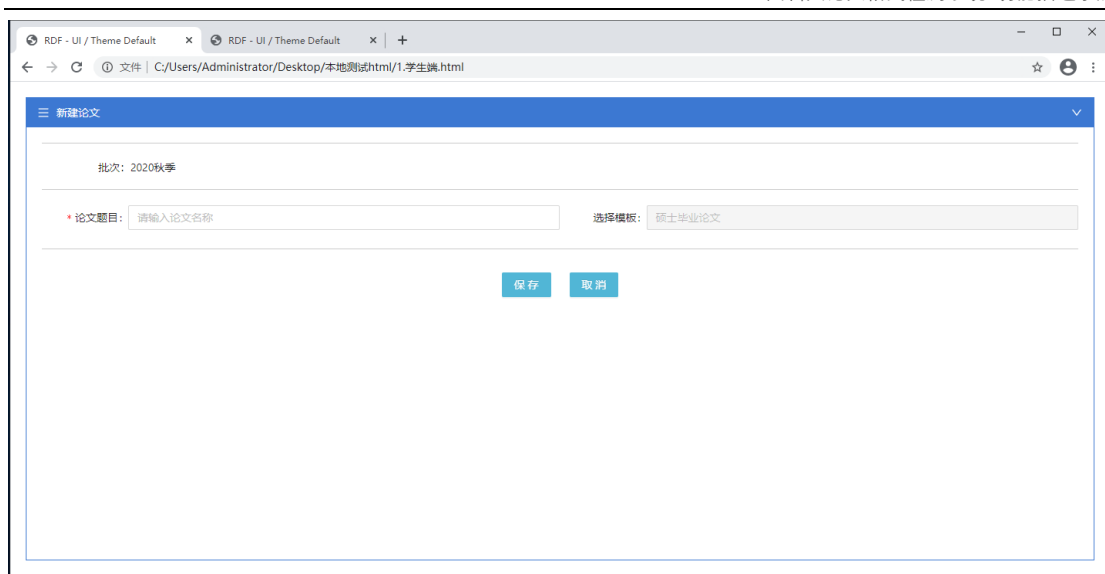 RDF - UI / Theme Default
RDF - UI / Theme Default
文件 | C:/Users/Administrator/Desktop/本地测试html/1.学生端.html
新建论文
批次：2020秋季
* 论文题目： 请输入论文名称 选择模板： 硕士毕业论文
保存 取消